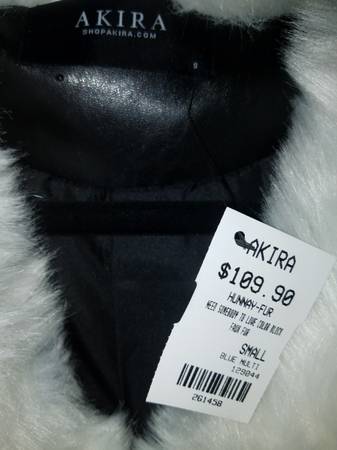 AKIRA
SHOPAKIRA.COM
S
AKIRA
$109.90
HUNNAY-FUR
NEED SOMEBODY TO LOVE COLOR BLOCK
FAUX FUR
SMALL
BLUE MULTI
129044
261458